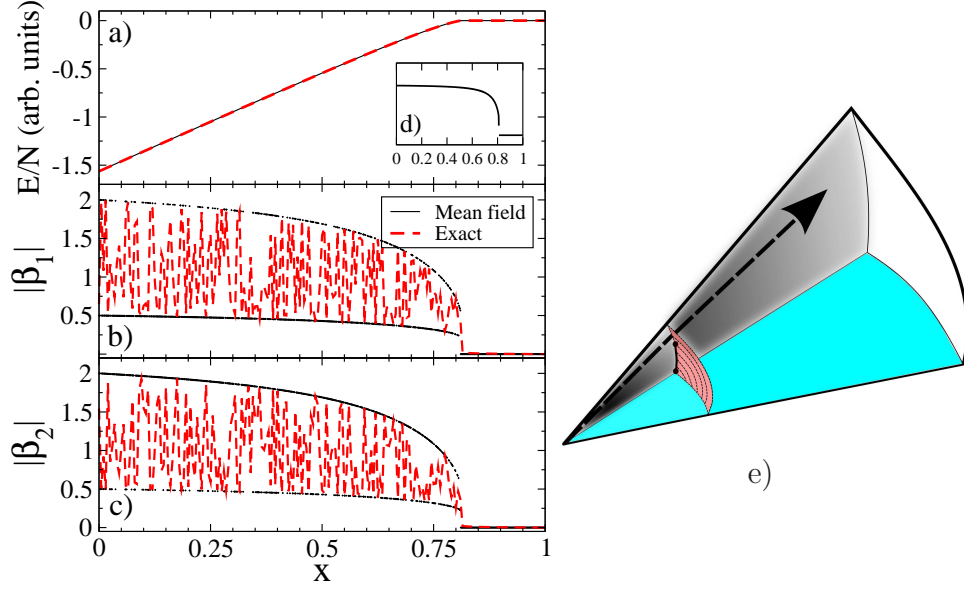 a)
E/N (arb. units)
0
-0.5
-1
-1.5
d)
0 0.2 0.4 0.6 0.8 1
b)
|β1|
2
1.5
1
0.5
Mean field
Exact
c)
|β2|
2
1.5
1
0.5
0
0 0.25 0.5 0.75 1
x
e)